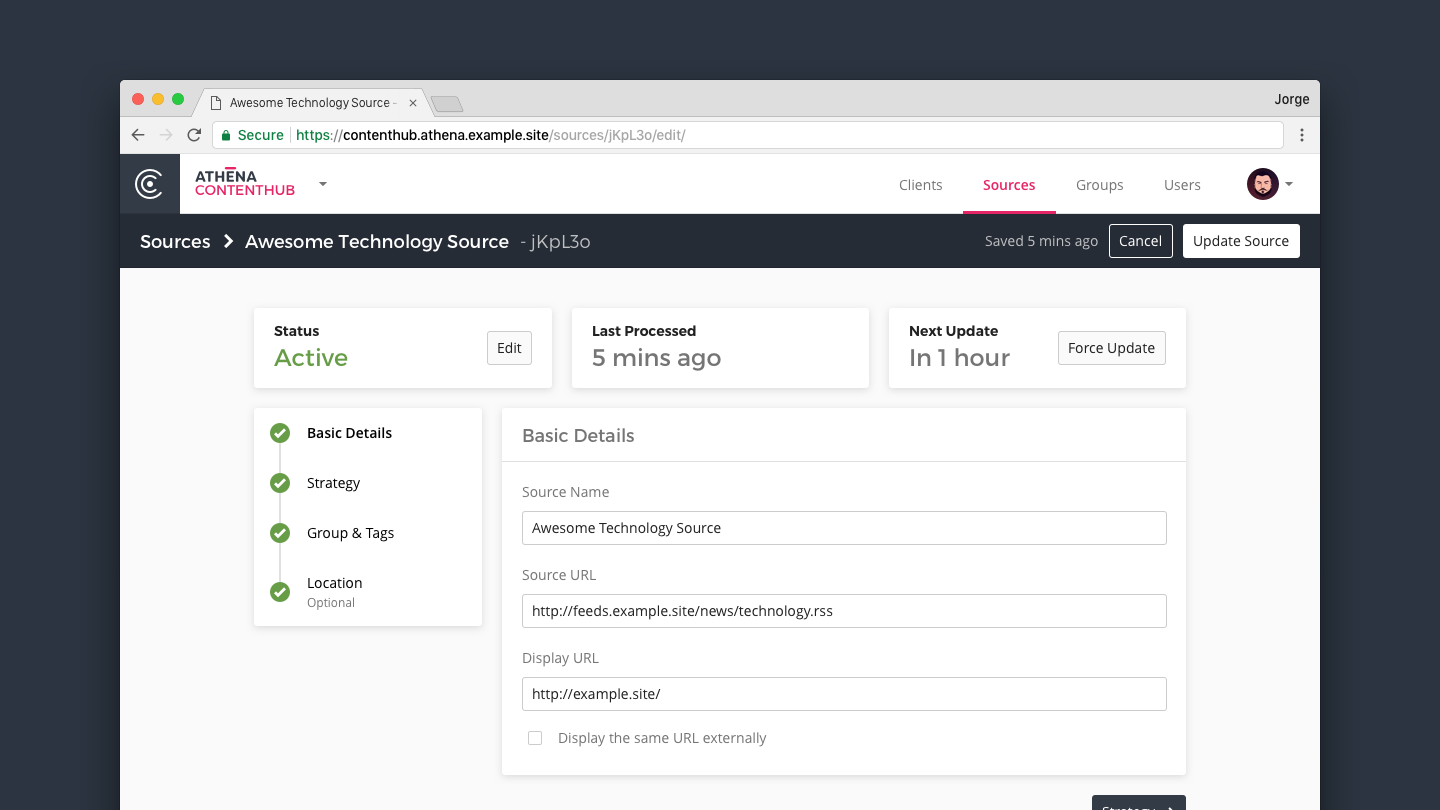 Awesome Technology Source -
Jorge
Secure https://contenthub.athena.example.site/sources/jKpL3o/edit/
ATHĒNA
CONTENTHUB
Clients Sources Groups Users
Sources Awesome Technology Source - jKpL3o
Saved 5 mins ago Cancel Update Source
Status
Active
Edit
Last Processed
5 mins ago
Next Update
In 1 hour
Force Update
Basic Details
Strategy
Group & Tags
Location
Optional
Basic Details
Source Name
Awesome Technology Source
Source URL
http://feeds.example.site/news/technology.rss
Display URL
http://example.site/
Display the same URL externally
Strategy